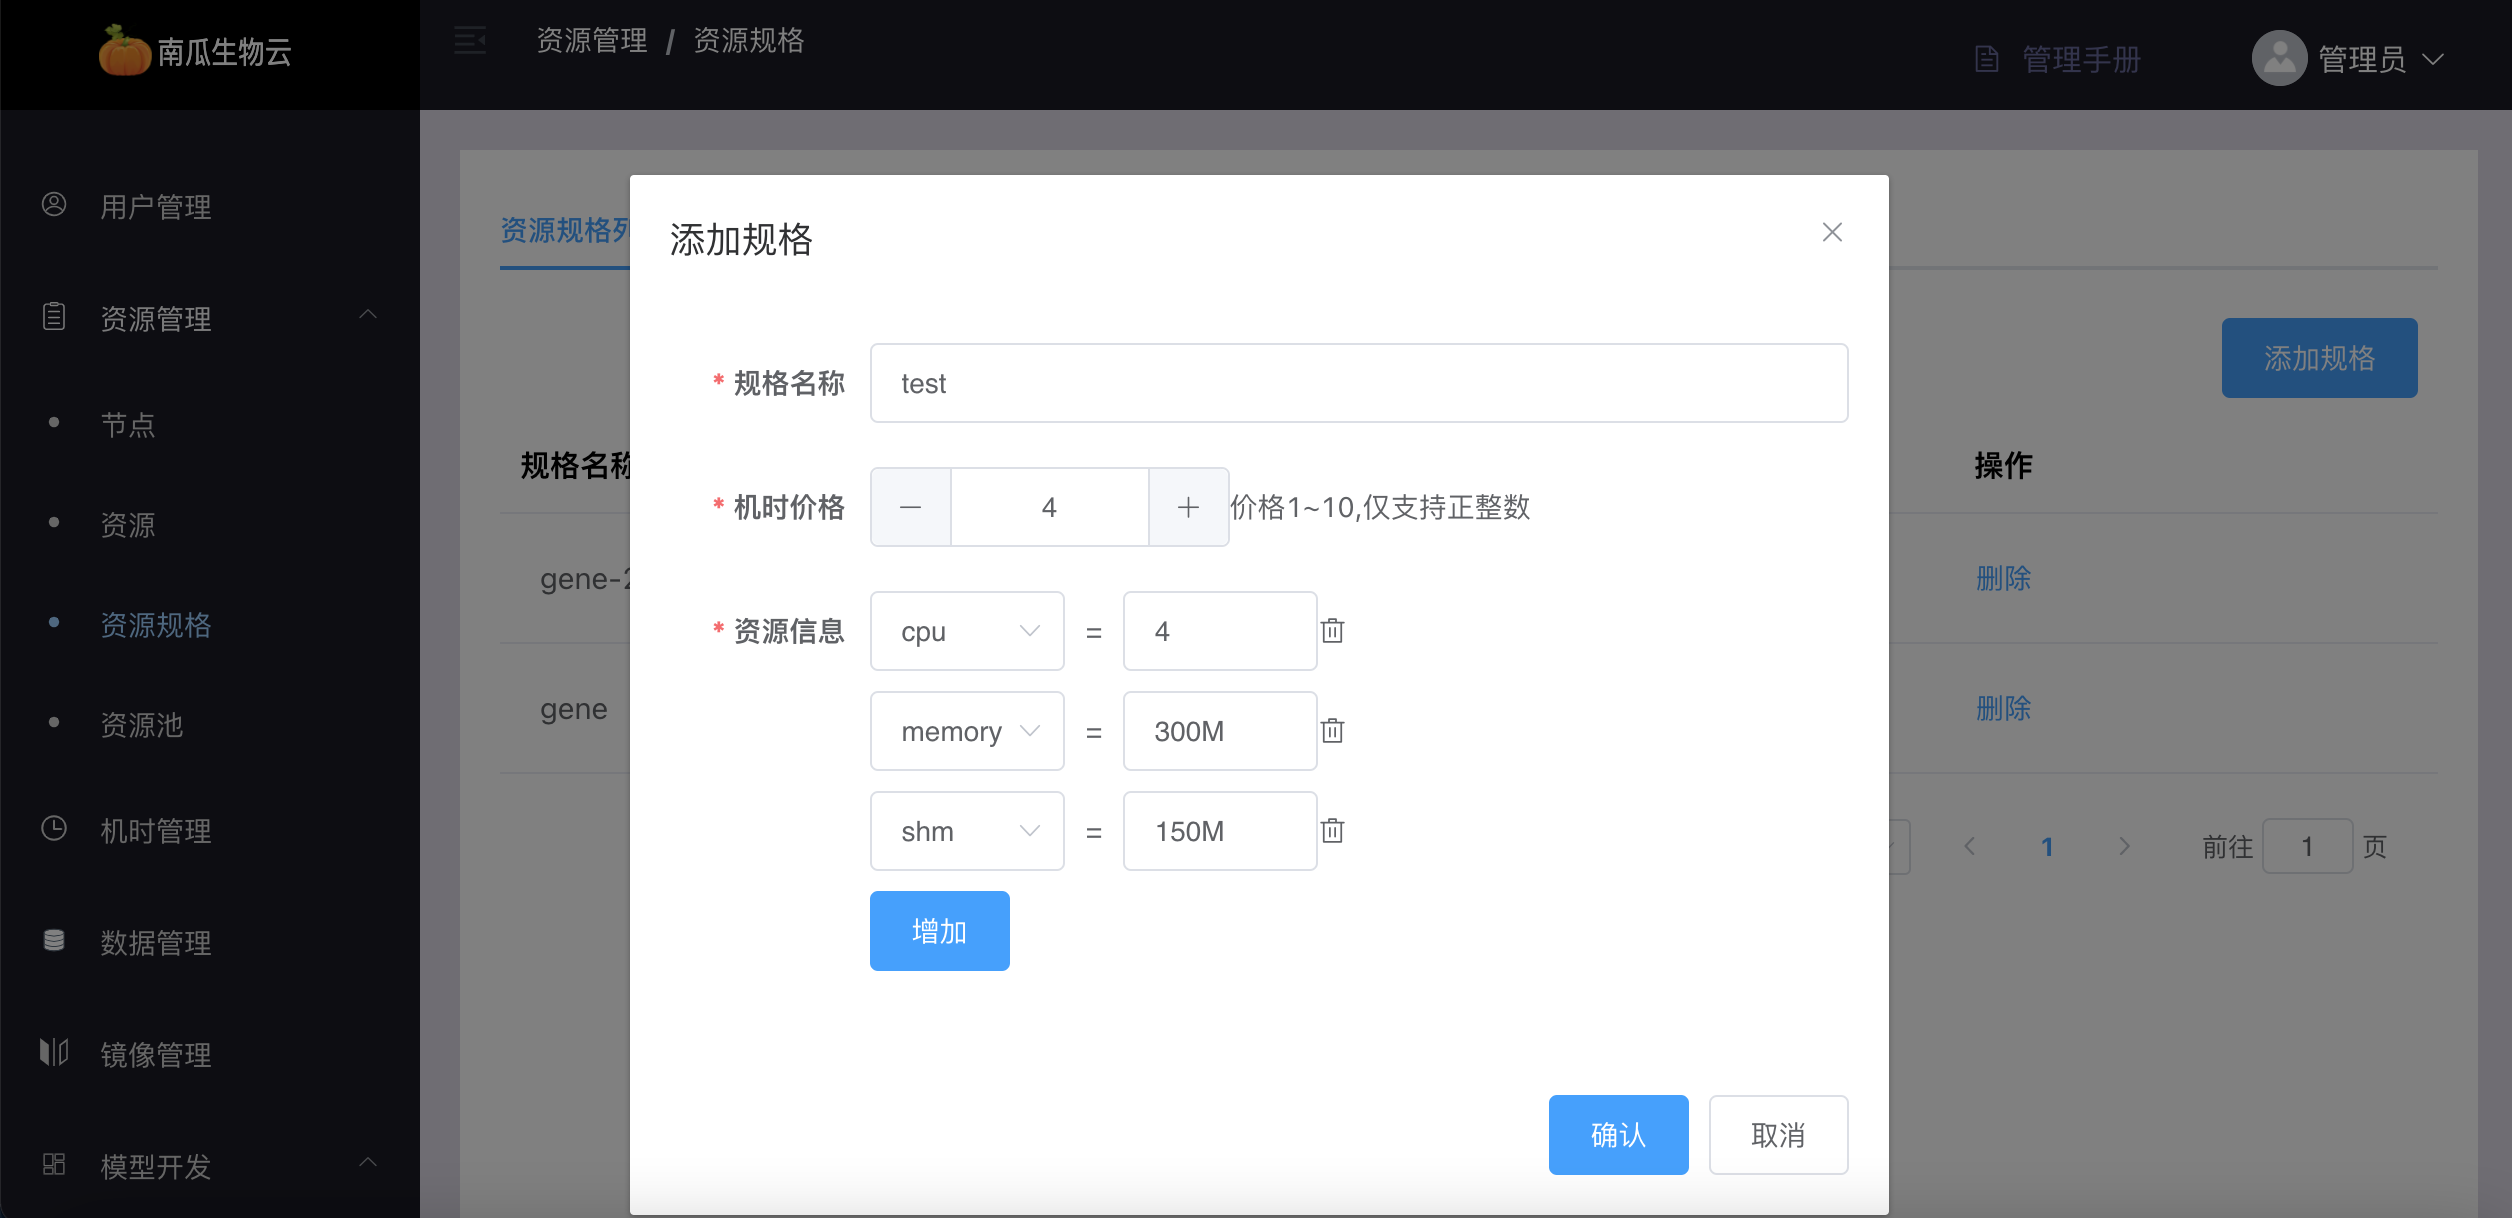 南瓜生物云
资源管理 / 资源规格
管理手册
管理员
用户管理
资源管理
节点
资源
资源规格
资源池
机时管理
数据管理
镜像管理
模型开发
资源规格列
添加规格
规格名称
操作
gene-2
删除
gene
删除
1
前往 1 页
添加规格
* 规格名称 test
* 机时价格 4 价格1~10,仅支持正整数
* 资源信息 cpu = 4
memory = 300M
shm = 150M
增加
确认 取消